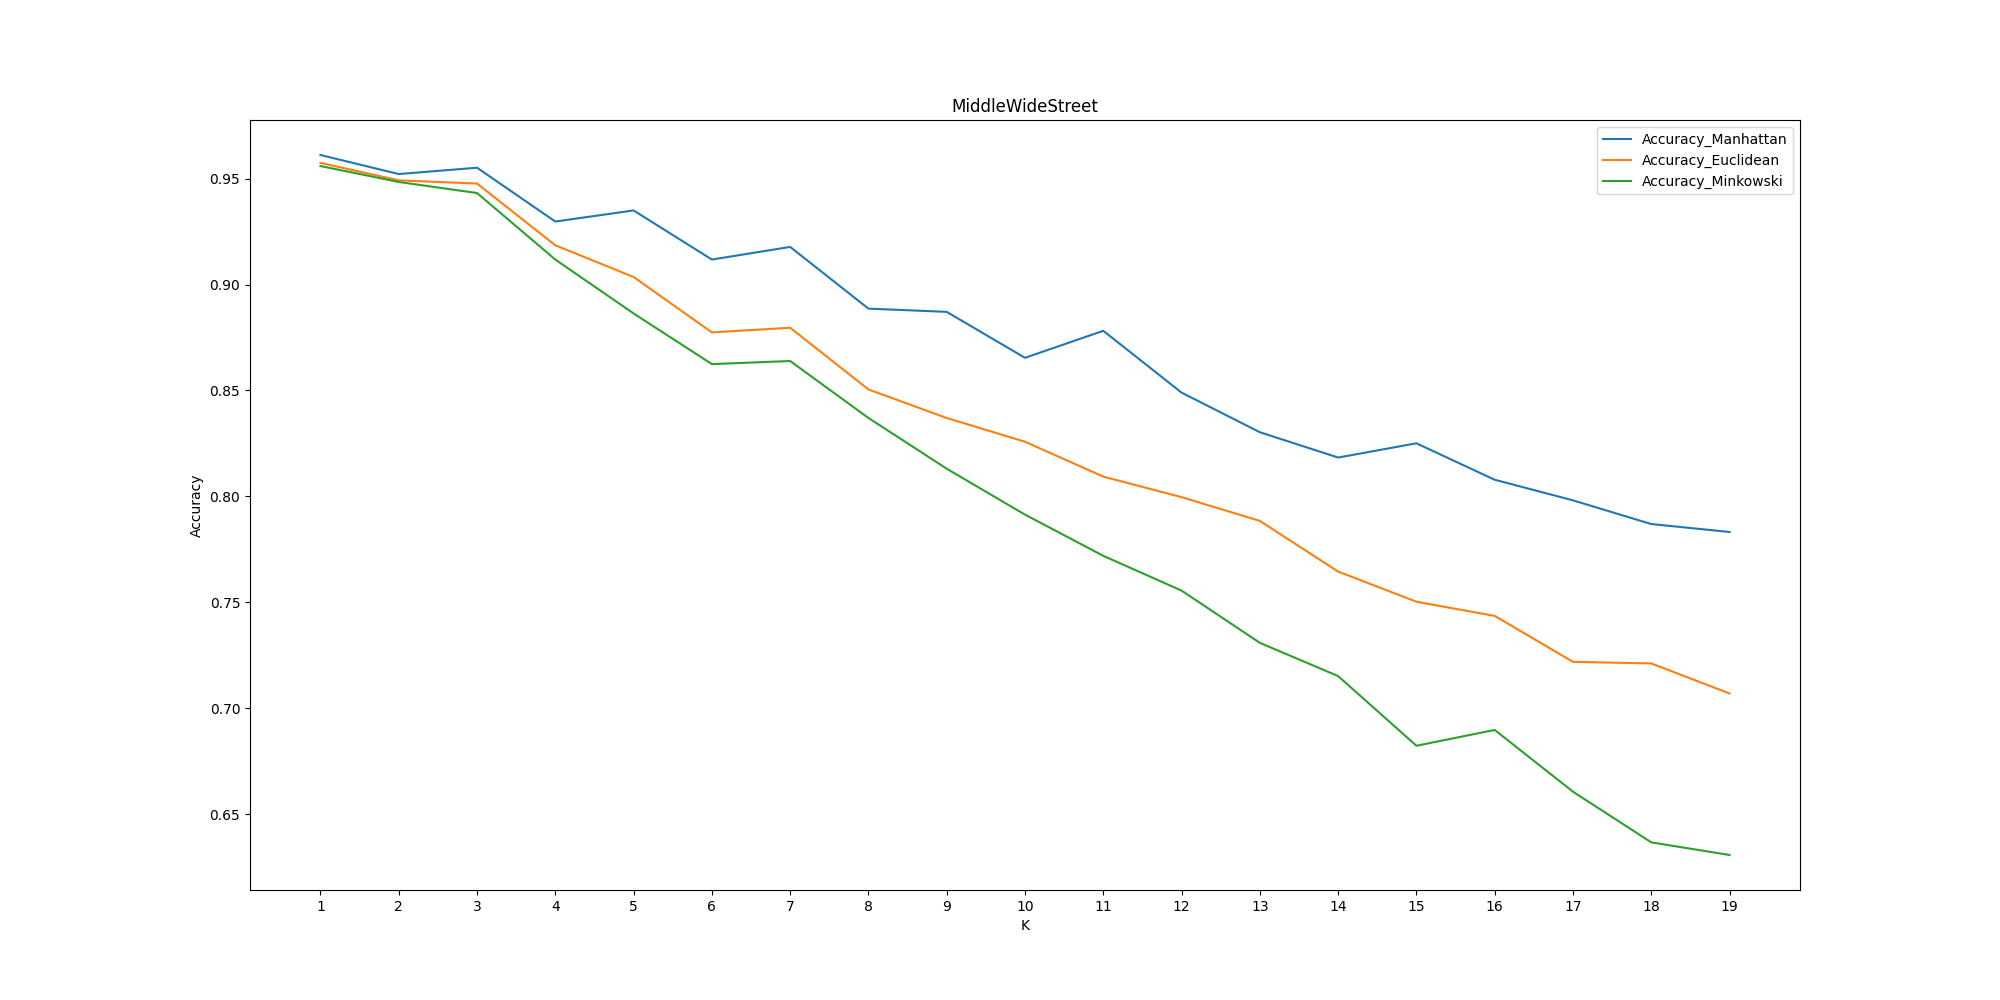 MiddleWideStreet
Accuracy_Manhattan
Accuracy_Euclidean
Accuracy_Minkowski
0.95
0.90
0.85
0.80
0.75
0.70
0.65
Accuracy
1 2 3 4 5 6 7 8 9 10 11 12 13 14 15 16 17 18 19
K